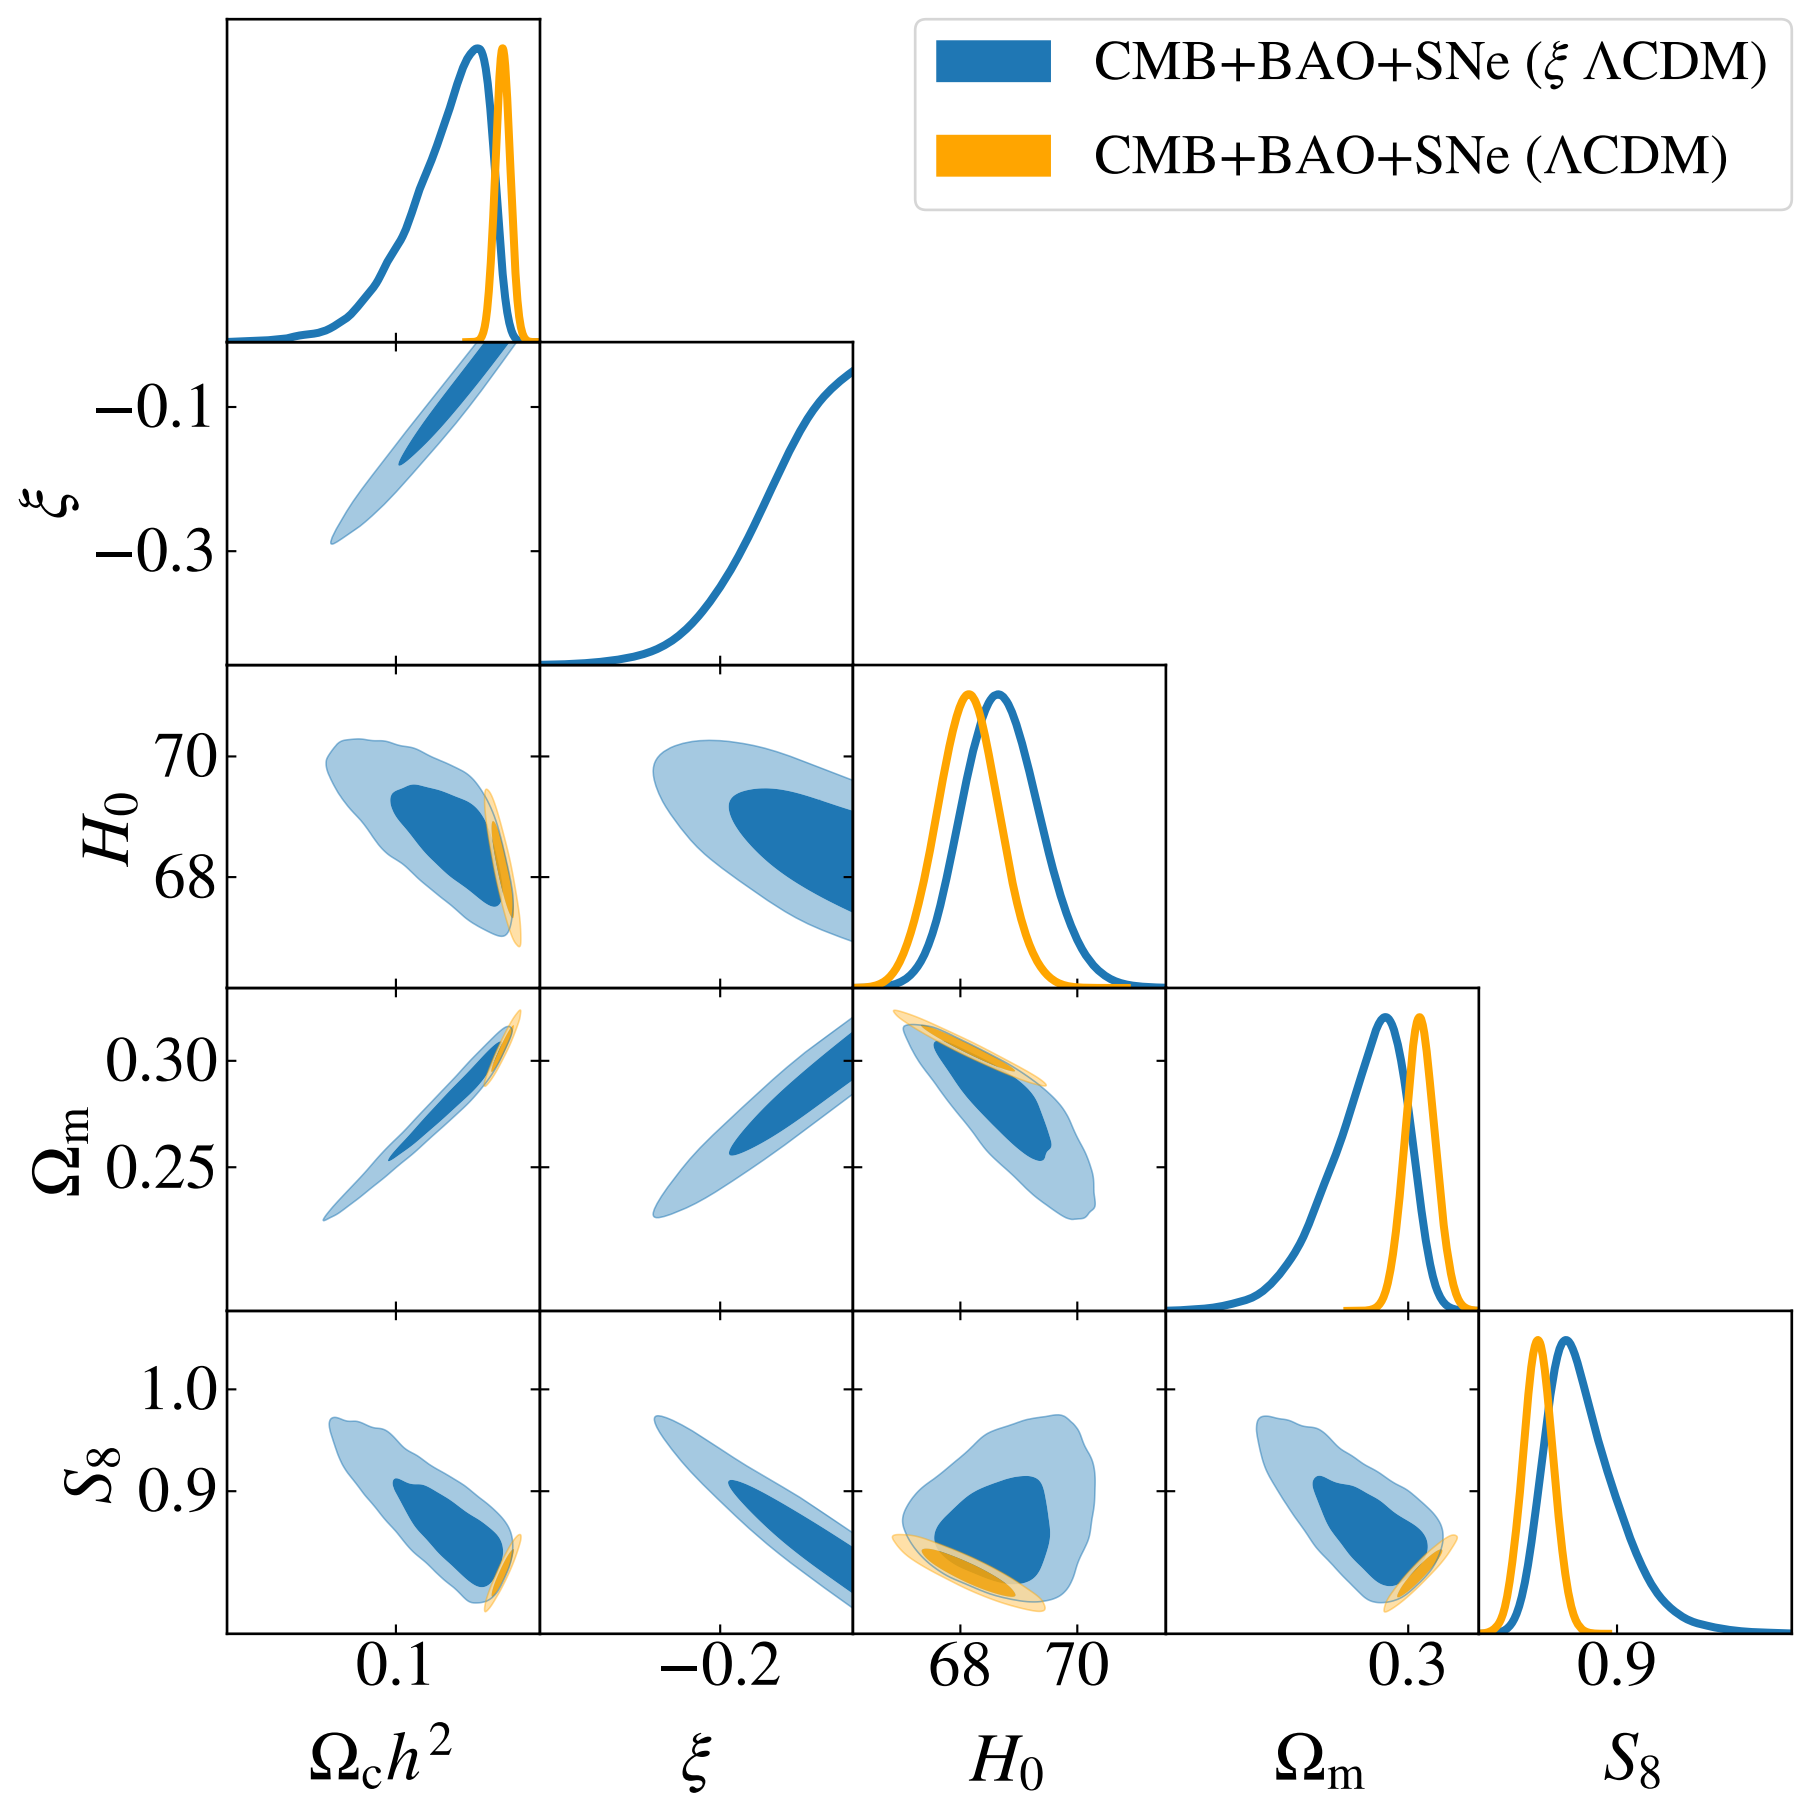 CMB+BAO+SNe (ξ ΛCDM)
CMB+BAO+SNe (ΛCDM)
−0.1
ξ
−0.3
70
H₀
68
0.30
Ωₘ
0.25
1.0
S₈
0.9
0.1 −0.2 68 70 0.3 0.9
Ω_c h² ξ H₀ Ωₘ S₈